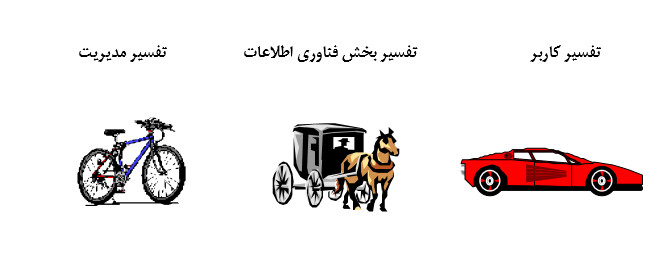 تفسیر کاربر
تفسیر بخش فناوری اطلاعات
تفسیر مدیریت